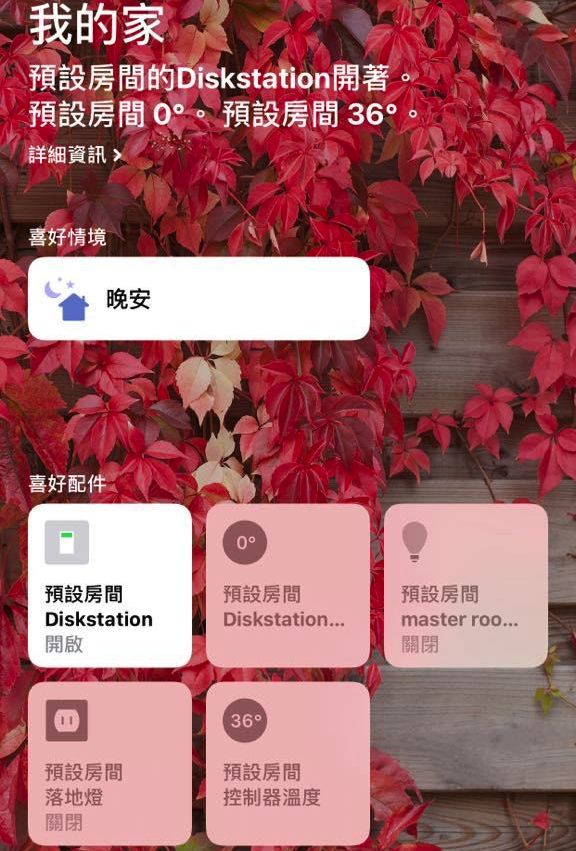 我的家
預設房間的Diskstation開著。
預設房間 0°。 預設房間 36°。
詳細資訊 >
喜好情境
晚安
喜好配件
預設房間
Diskstation
開啟
0°
預設房間
Diskstation...
預設房間
master roo...
關閉
預設房間
落地燈
關閉
36°
預設房間
控制器溫度